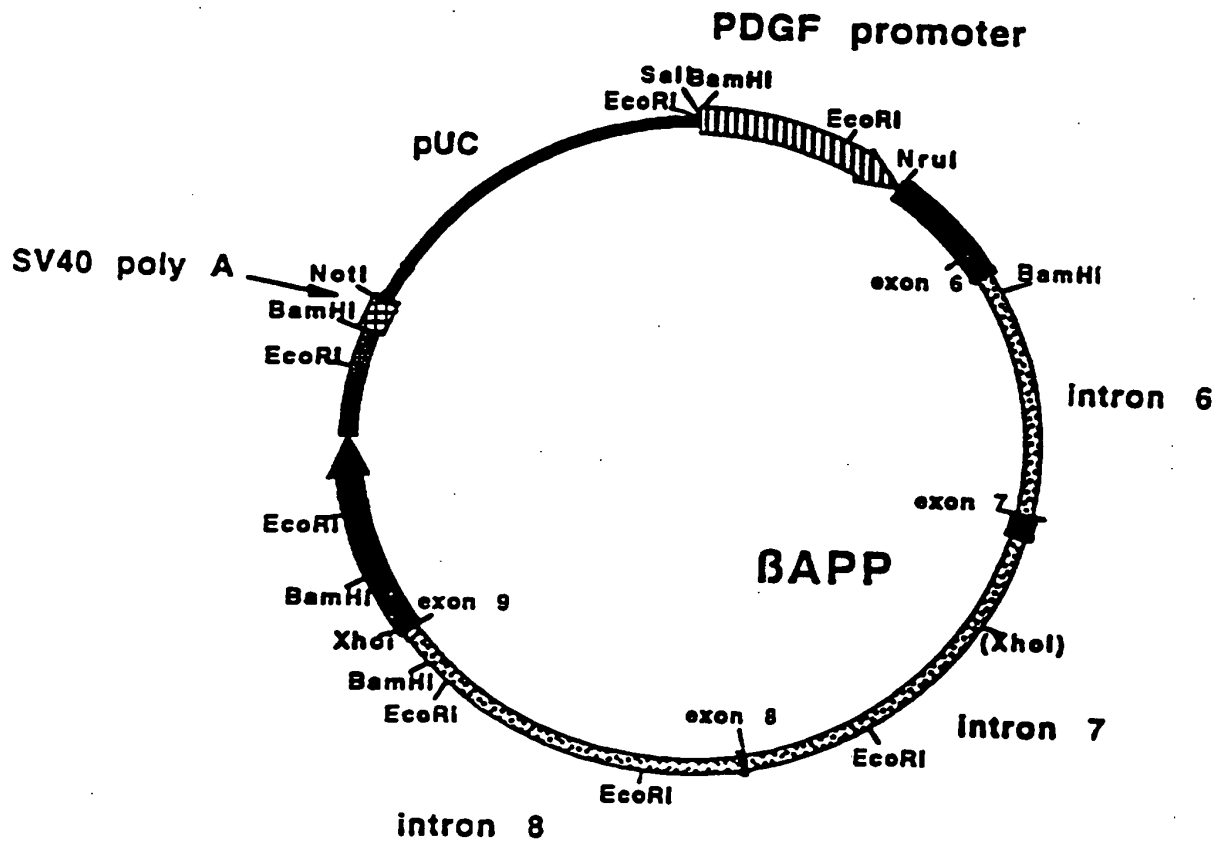 PDGF promoter
SalI BamHI
EcoRI
EcoRI
pUC
NruI
SV40 poly A
NotI
exon 6
BamHI
BamHI
EcoRI
intron 6
exon 7
EcoRI
βAPP
BamHI
exon 9
XhoI
(XhoI)
BamHI
EcoRI
exon 8
intron 7
EcoRI
EcoRI
intron 8